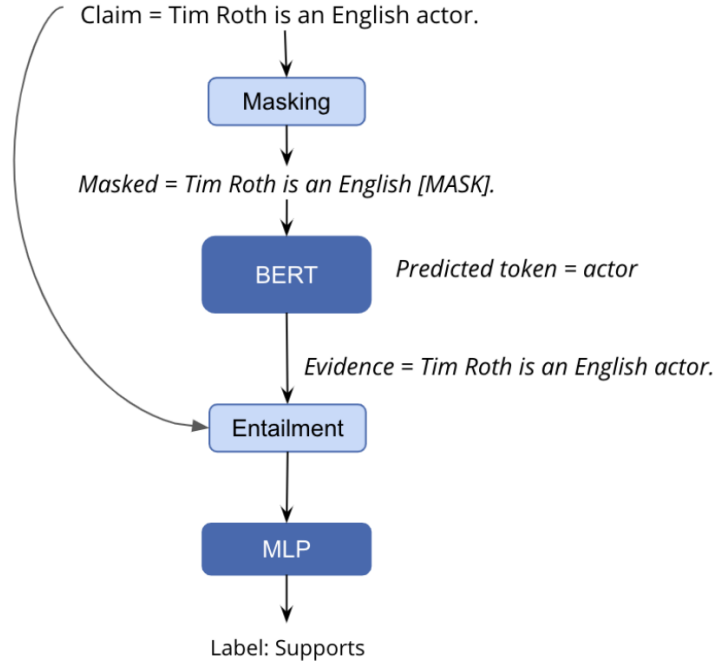 Claim = Tim Roth is an English actor.
Masking
Masked = Tim Roth is an English [MASK].
BERT
Predicted token = actor
Evidence = Tim Roth is an English actor.
Entailment
MLP
Label: Supports